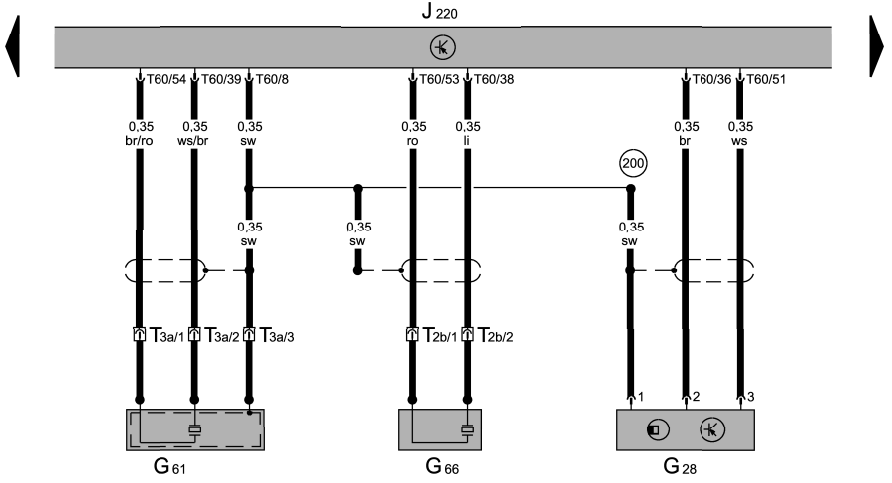 J 220
T60/54 T60/39 T60/8 T60/53 T60/38 T60/36 T60/51
0,35 0,35 0,35 0,35 0,35 0,35 0,35
br/ro ws/br sw ro li br ws
200
0,35 0,35 0,35
sw sw sw
T3a/1 T3a/2 T3a/3 T2b/1 T2b/2
1 2 3
G 61 G 66 G 28